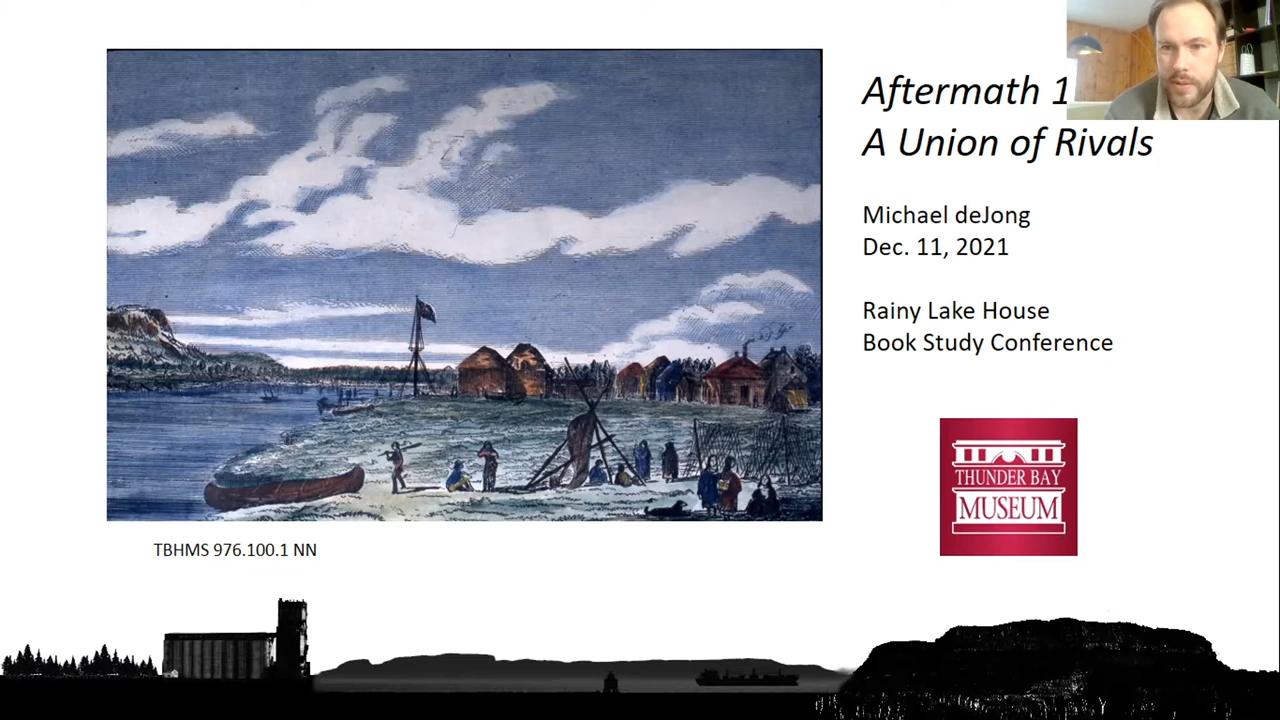 Aftermath 1
A Union of Rivals
Michael deJong
Dec. 11, 2021
Rainy Lake House
Book Study Conference
THUNDER BAY
MUSEUM
TBHMS 976.100.1 NN